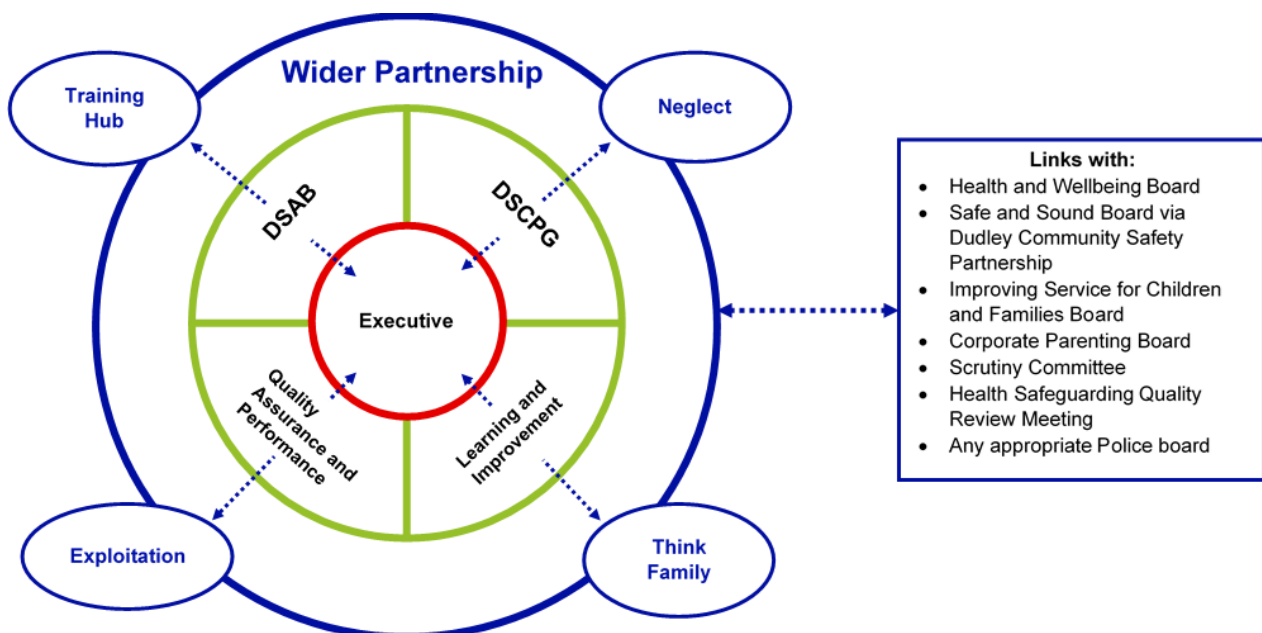 Wider Partnership
Training
Hub
Neglect
DSAB
DSCPG
Executive
Quality
Assurance and
Performance
Learning and
Improvement
Exploitation
Think
Family
Links with:
• Health and Wellbeing Board
• Safe and Sound Board via
Dudley Community Safety
Partnership
• Improving Service for Children
and Families Board
• Corporate Parenting Board
• Scrutiny Committee
• Health Safeguarding Quality
Review Meeting
• Any appropriate Police board